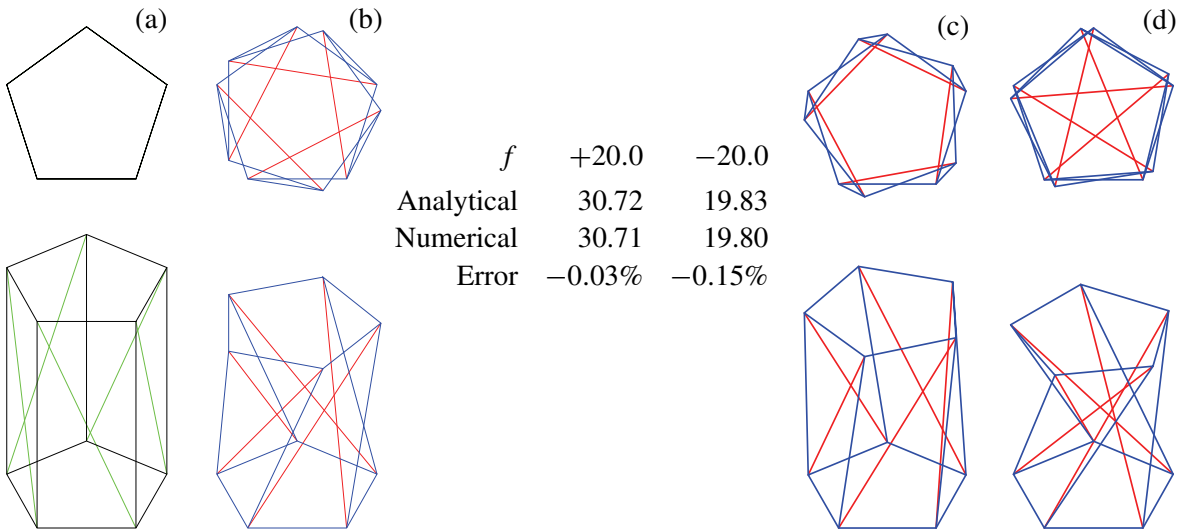 (a)
(b)
(c)
(d)
f +20.0 −20.0
Analytical 30.72 19.83
Numerical 30.71 19.80
Error −0.03% −0.15%